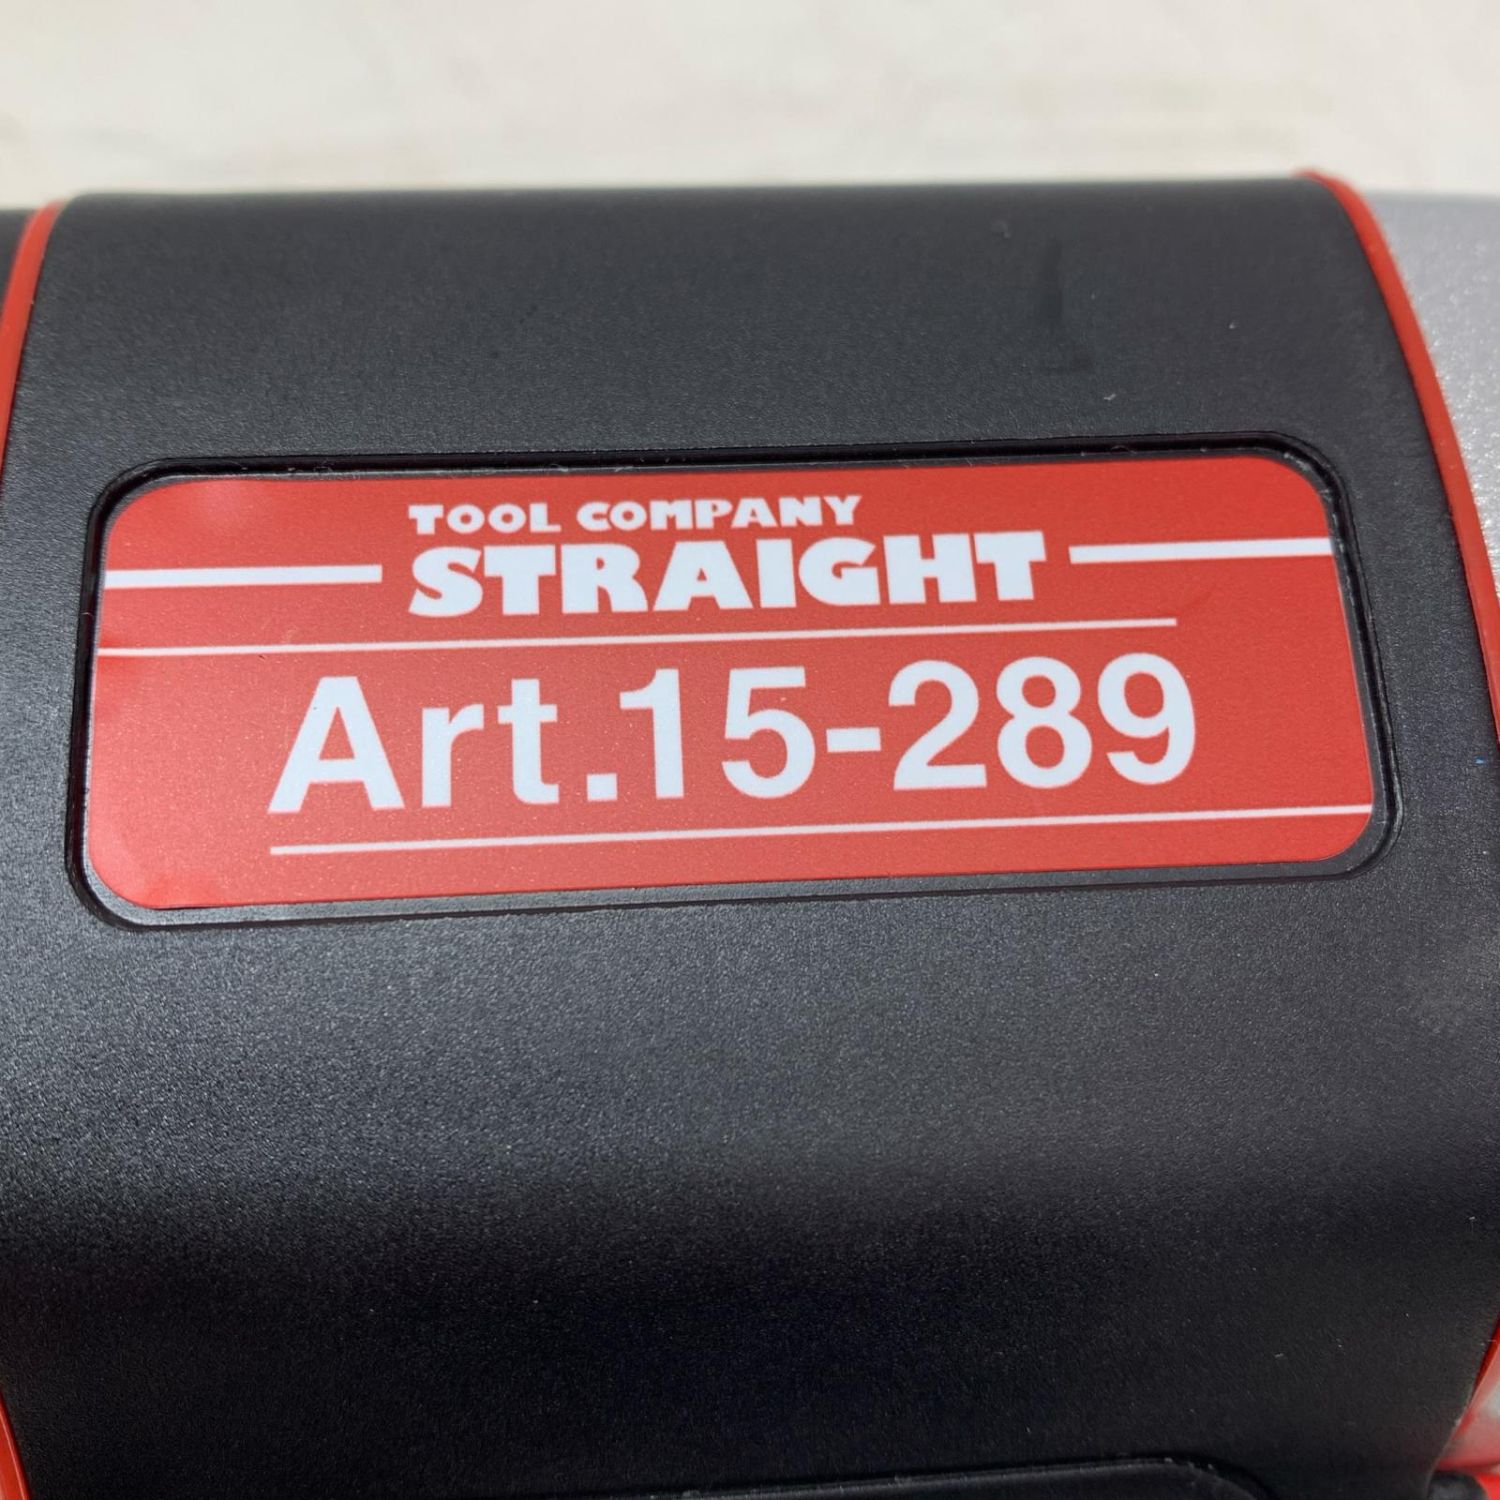 TOOL COMPANY
STRAIGHT
Art.15-289